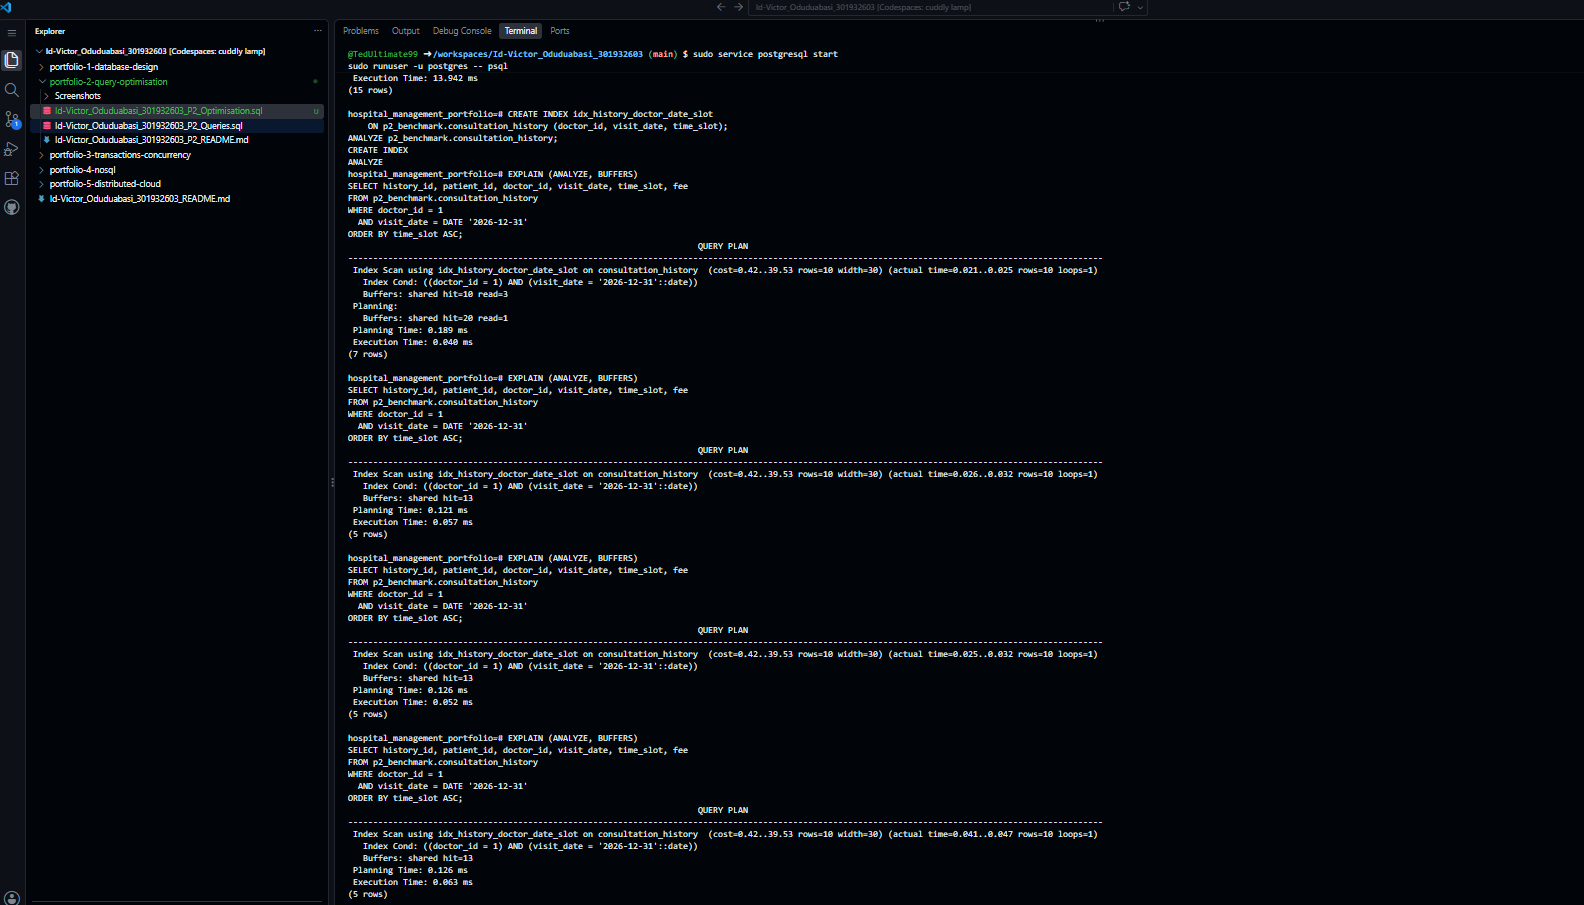 Id-Victor_Oduduabasi_301932603 [Codespaces: cuddly lamp]
Explorer
Id-Victor_Oduduabasi_301932603 [Codespaces: cuddly lamp]
portfolio-1-database-design
portfolio-2-query-optimisation
Screenshots
Id-Victor_Oduduabasi_301932603_P2_Optimisation.sql U
Id-Victor_Oduduabasi_301932603_P2_Queries.sql
Id-Victor_Oduduabasi_301932603_P2_README.md
portfolio-3-transactions-concurrency
portfolio-4-nosql
portfolio-5-distributed-cloud
Id-Victor_Oduduabasi_301932603_README.md
1
Problems Output Debug Console Terminal Ports
@TedUltimate99 ➜/workspaces/Id-Victor_Oduduabasi_301932603 (main) $ sudo service postgresql start
sudo runuser -u postgres -- psql
Execution Time: 13.942 ms
(15 rows)
hospital_management_portfolio=# CREATE INDEX idx_history_doctor_date_slot
ON p2_benchmark.consultation_history (doctor_id, visit_date, time_slot);
ANALYZE p2_benchmark.consultation_history;
CREATE INDEX
ANALYZE
hospital_management_portfolio=# EXPLAIN (ANALYZE, BUFFERS)
SELECT history_id, patient_id, doctor_id, visit_date, time_slot, fee
FROM p2_benchmark.consultation_history
WHERE doctor_id = 1
AND visit_date = DATE '2026-12-31'
ORDER BY time_slot ASC;
QUERY PLAN
Index Scan using idx_history_doctor_date_slot on consultation_history (cost=0.42..39.53 rows=10 width=30) (actual time=0.021..0.025 rows=10 loops=1)
Index Cond: ((doctor_id = 1) AND (visit_date = '2026-12-31'::date))
Buffers: shared hit=10 read=3
Planning:
Buffers: shared hit=20 read=1
Planning Time: 0.189 ms
Execution Time: 0.040 ms
(7 rows)
hospital_management_portfolio=# EXPLAIN (ANALYZE, BUFFERS)
SELECT history_id, patient_id, doctor_id, visit_date, time_slot, fee
FROM p2_benchmark.consultation_history
WHERE doctor_id = 1
AND visit_date = DATE '2026-12-31'
ORDER BY time_slot ASC;
QUERY PLAN
Index Scan using idx_history_doctor_date_slot on consultation_history (cost=0.42..39.53 rows=10 width=30) (actual time=0.026..0.032 rows=10 loops=1)
Index Cond: ((doctor_id = 1) AND (visit_date = '2026-12-31'::date))
Buffers: shared hit=13
Planning Time: 0.121 ms
Execution Time: 0.057 ms
(5 rows)
hospital_management_portfolio=# EXPLAIN (ANALYZE, BUFFERS)
SELECT history_id, patient_id, doctor_id, visit_date, time_slot, fee
FROM p2_benchmark.consultation_history
WHERE doctor_id = 1
AND visit_date = DATE '2026-12-31'
ORDER BY time_slot ASC;
QUERY PLAN
Index Scan using idx_history_doctor_date_slot on consultation_history (cost=0.42..39.53 rows=10 width=30) (actual time=0.025..0.032 rows=10 loops=1)
Index Cond: ((doctor_id = 1) AND (visit_date = '2026-12-31'::date))
Buffers: shared hit=13
Planning Time: 0.126 ms
Execution Time: 0.052 ms
(5 rows)
hospital_management_portfolio=# EXPLAIN (ANALYZE, BUFFERS)
SELECT history_id, patient_id, doctor_id, visit_date, time_slot, fee
FROM p2_benchmark.consultation_history
WHERE doctor_id = 1
AND visit_date = DATE '2026-12-31'
ORDER BY time_slot ASC;
QUERY PLAN
Index Scan using idx_history_doctor_date_slot on consultation_history (cost=0.42..39.53 rows=10 width=30) (actual time=0.041..0.047 rows=10 loops=1)
Index Cond: ((doctor_id = 1) AND (visit_date = '2026-12-31'::date))
Buffers: shared hit=13
Planning Time: 0.126 ms
Execution Time: 0.063 ms
(5 rows)